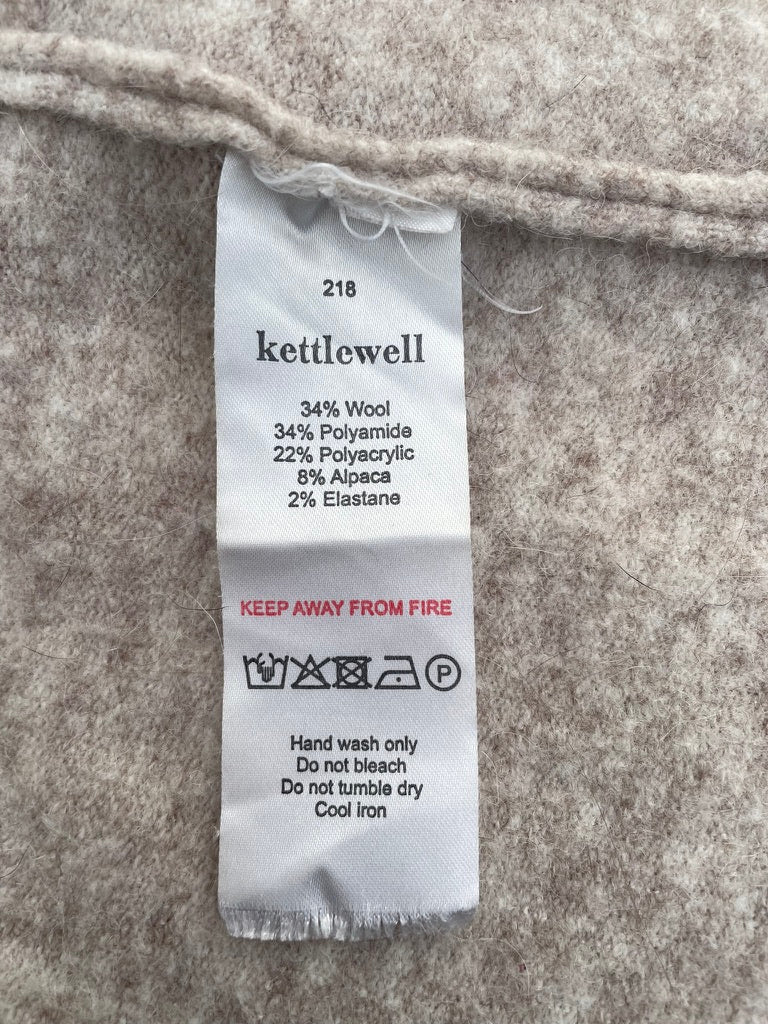 218
kettlewell
34% Wool
34% Polyamide
22% Polyacrylic
8% Alpaca
2% Elastane
KEEP AWAY FROM FIRE
P
Hand wash only
Do not bleach
Do not tumble dry
Cool iron